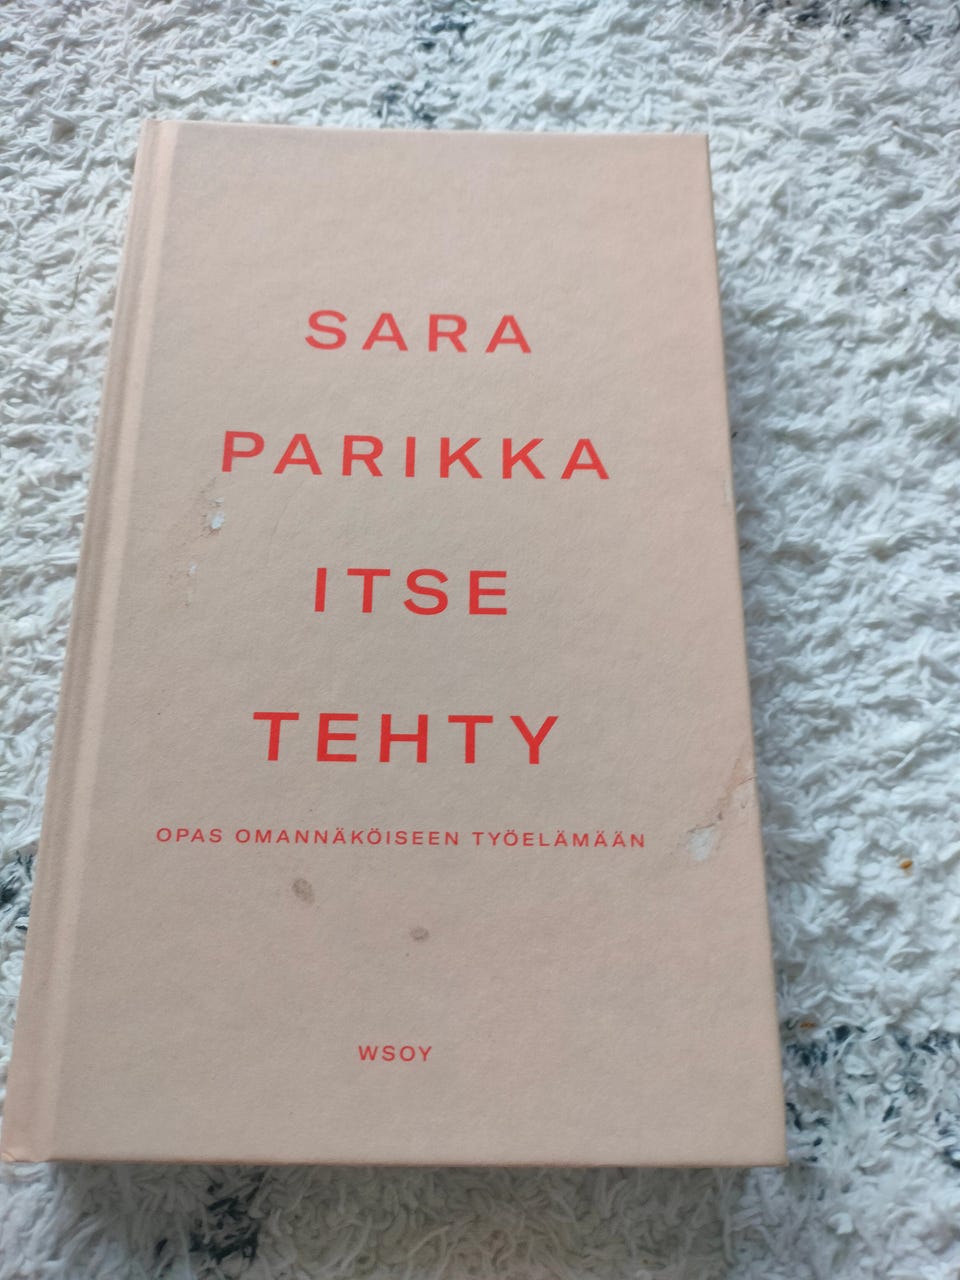 SARA
PARIKKA
ITSE
TEHTY
OPAS OMANNÄKÖISEEN TYÖELÄMÄÄN
WSOY